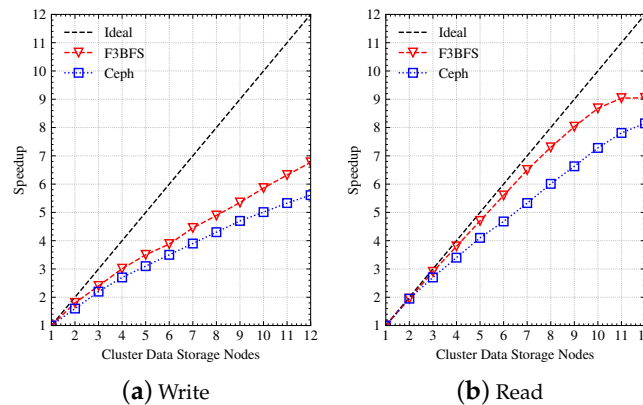 12
11
10
9
8
7
6
5
4
3
2
1
Speedup
Ideal
F3BFS
Ceph
1 2 3 4 5 6 7 8 9 10 11 12
Cluster Data Storage Nodes
(a) Write
12
11
10
9
8
7
6
5
4
3
2
1
Speedup
Ideal
F3BFS
Ceph
1 2 3 4 5 6 7 8 9 10 11 1
Cluster Data Storage Nodes
(b) Read